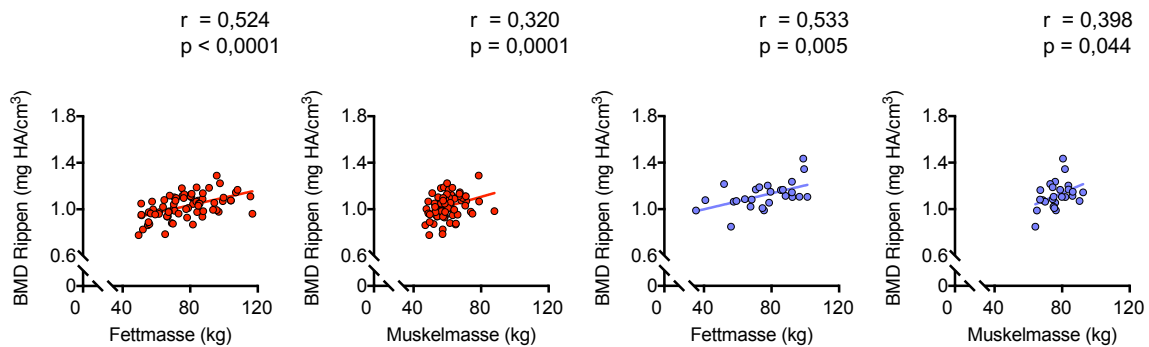 r = 0,524
p < 0,0001
r = 0,320
p = 0,0001
r = 0,533
p = 0,005
r = 0,398
p = 0,044
BMD Rippen (mg HA/cm³)
1.8
1.4
1.0
0.6
0
0 40 80 120
Fettmasse (kg)
BMD Rippen (mg HA/cm³)
1.8
1.4
1.0
0.6
0
0 40 80 120
Muskelmasse (kg)
BMD Rippen (mg HA/cm³)
1.8
1.4
1.0
0.6
0
0 40 80 120
Fettmasse (kg)
BMD Rippen (mg HA/cm³)
1.8
1.4
1.0
0.6
0
0 40 80 120
Muskelmasse (kg)